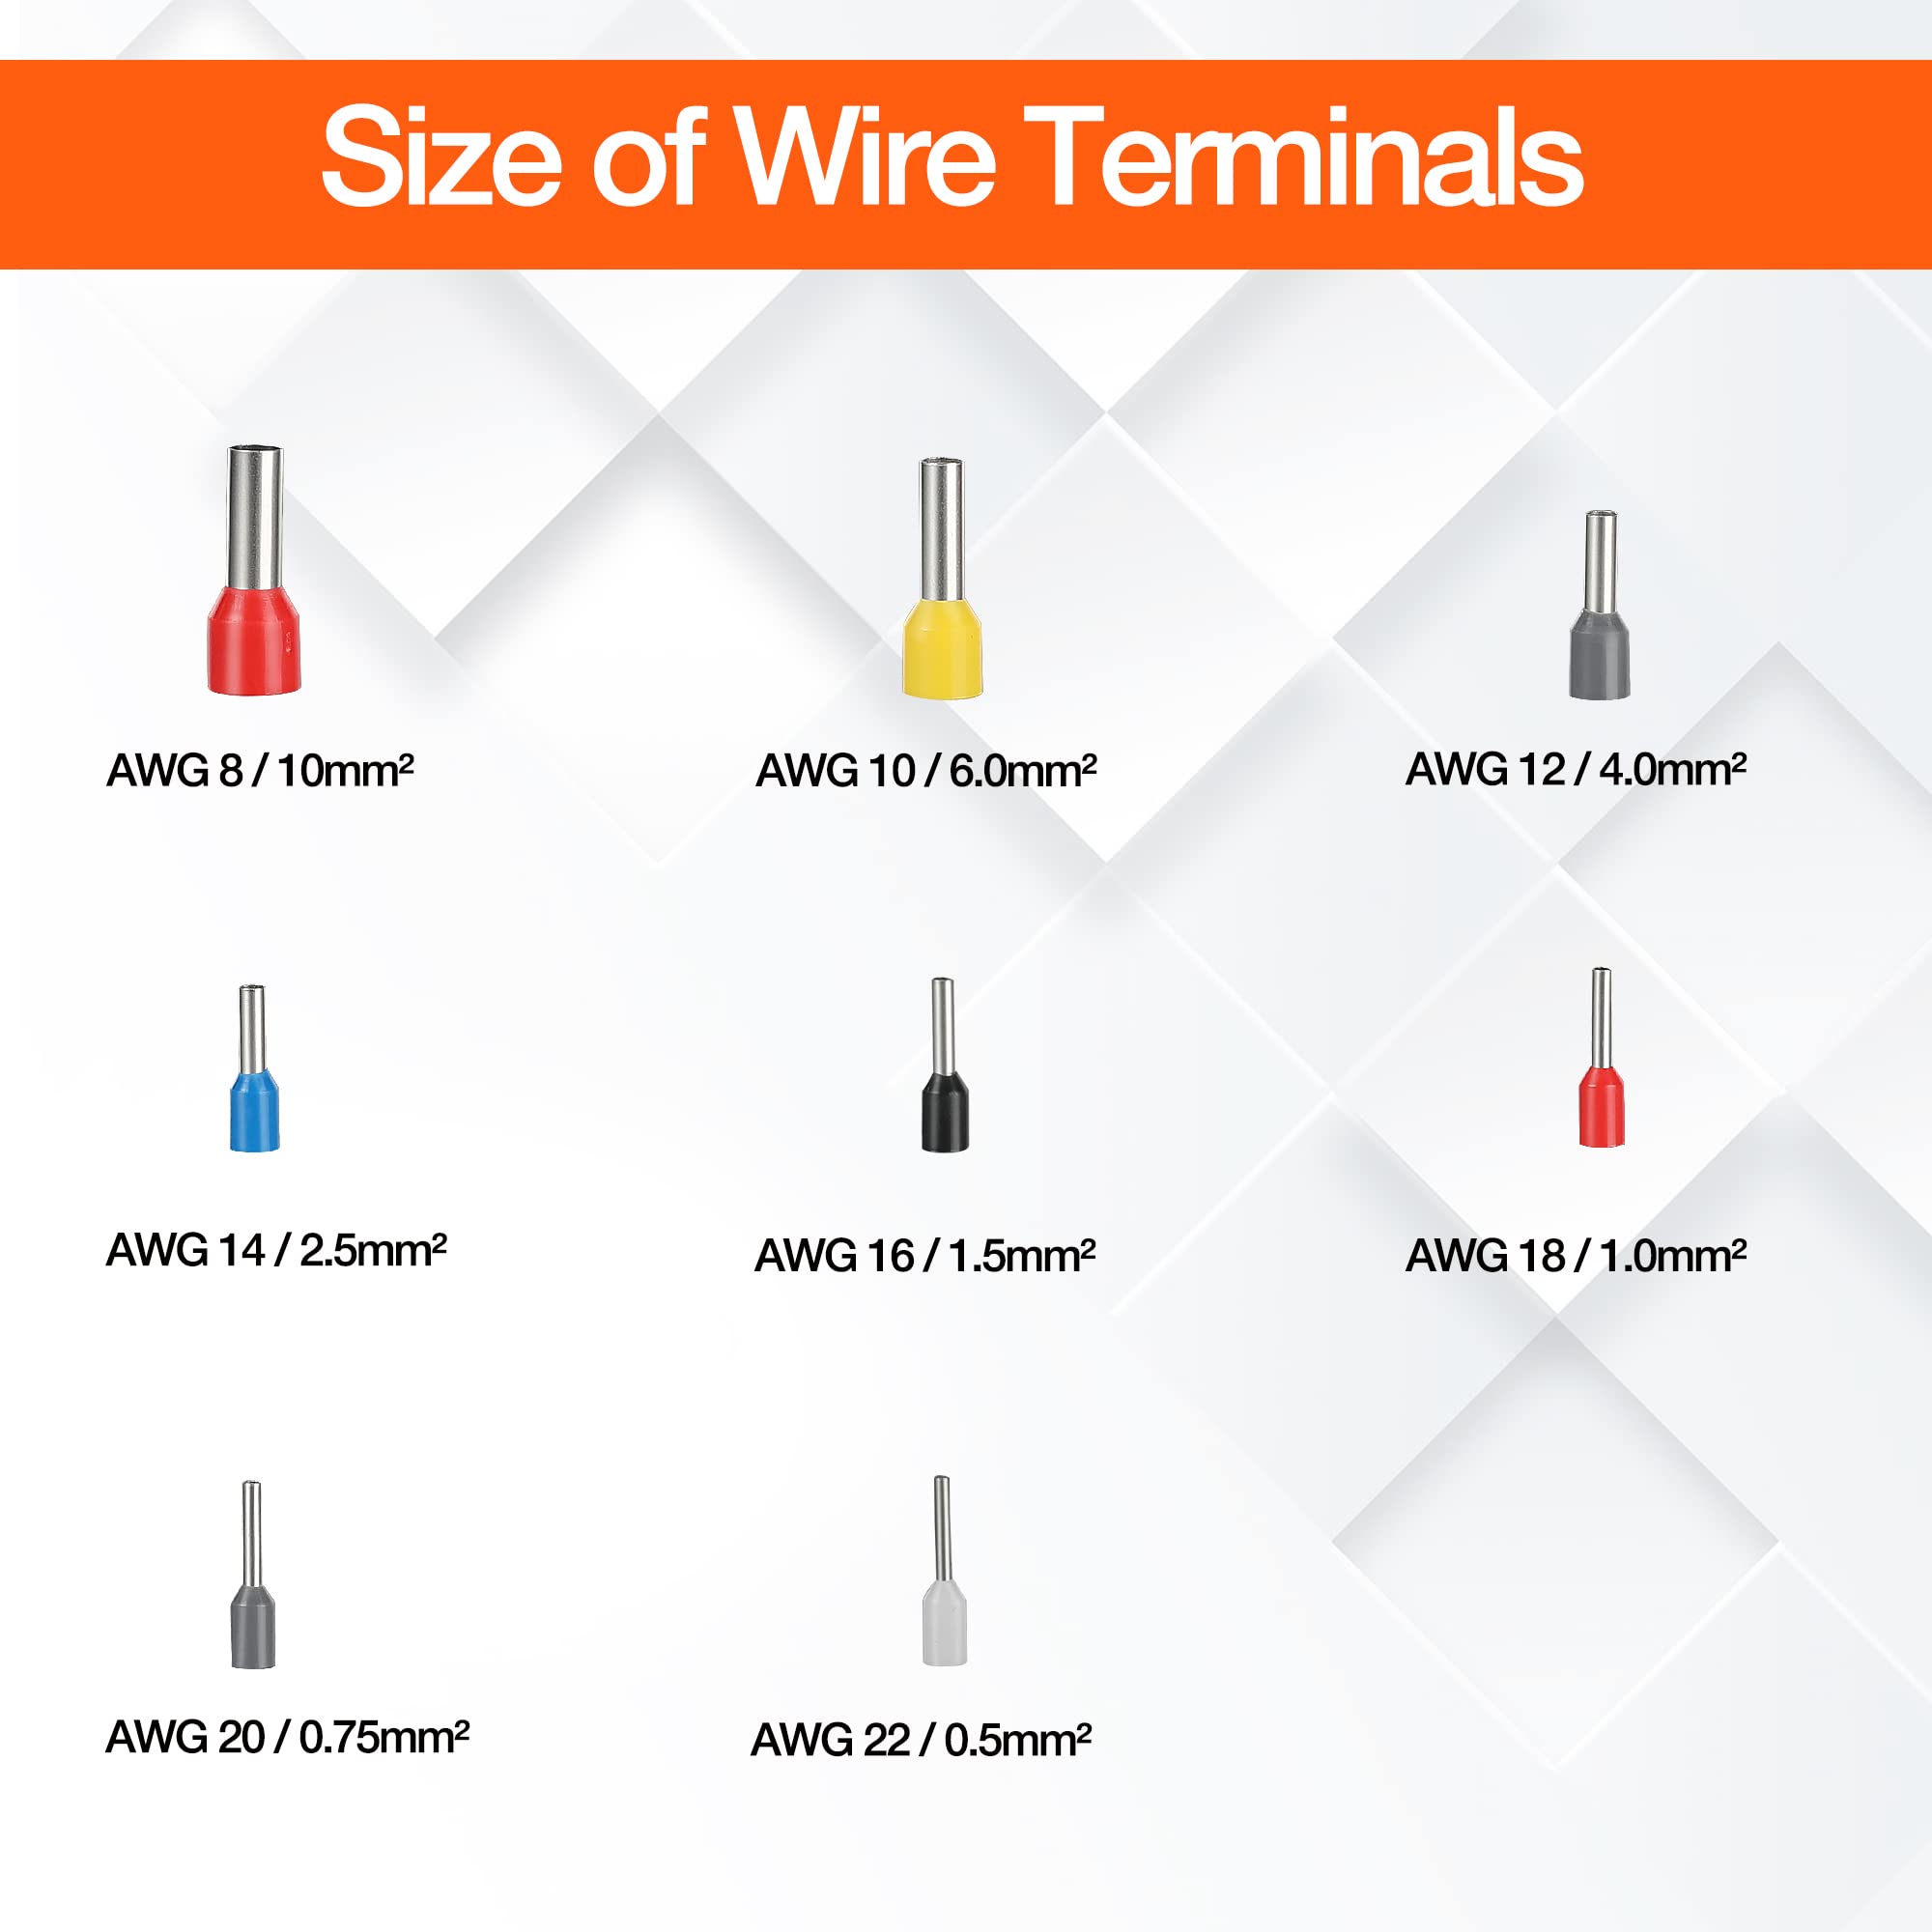 Size of Wire Terminals
AWG 8 / 10mm²
AWG 10 / 6.0mm²
AWG 12 / 4.0mm²
AWG 14 / 2.5mm²
AWG 16 / 1.5mm²
AWG 18 / 1.0mm²
AWG 20 / 0.75mm²
AWG 22 / 0.5mm²